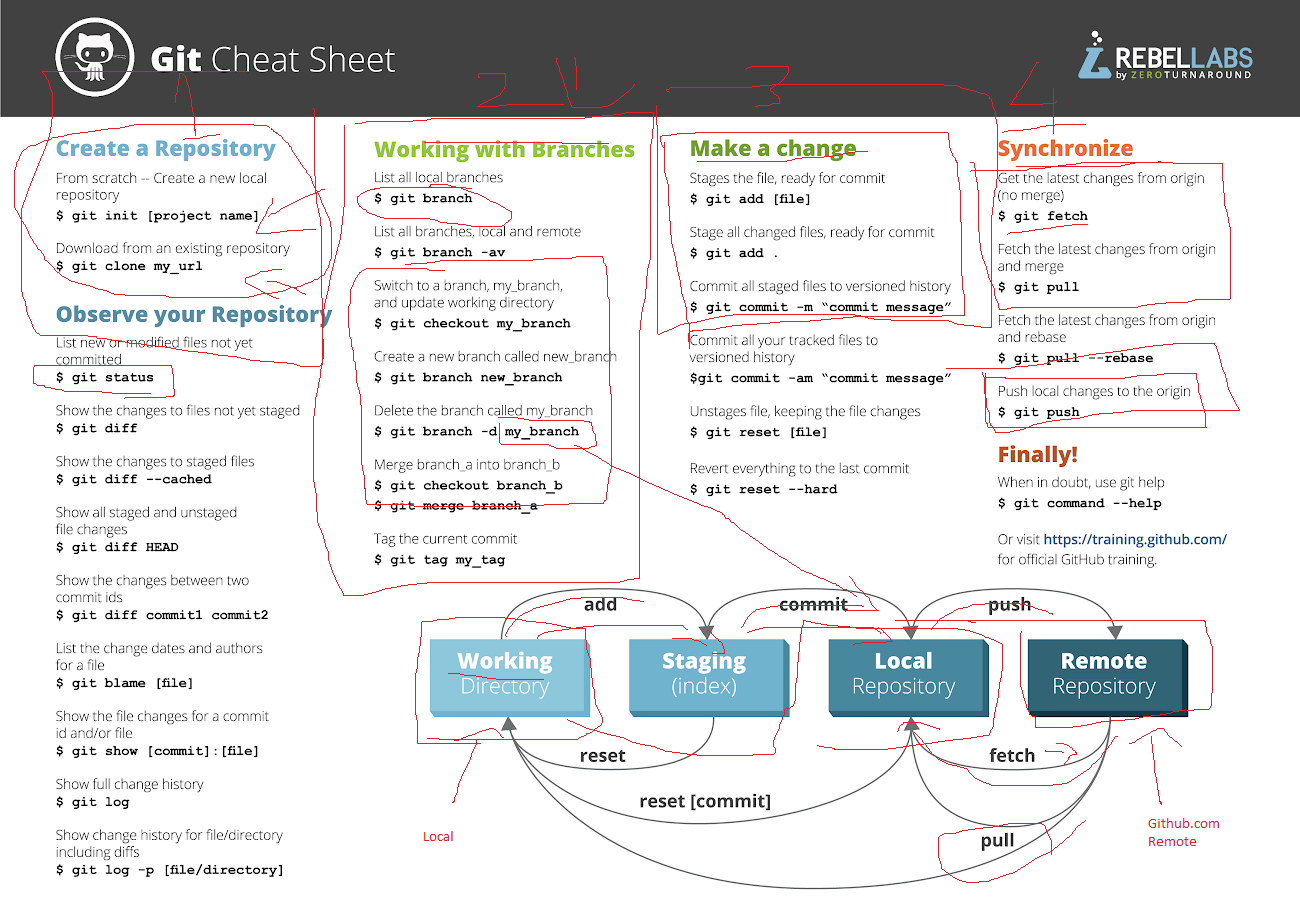 Git Cheat Sheet
REBELLABS
by ZEROTURNAROUND
1
2
3
4
Create a Repository
From scratch -- Create a new local
repository
$ git init [project name]
Download from an existing repository
$ git clone my_url
Observe your Repository
List new or modified files not yet
committed
$ git status
Show the changes to files not yet staged
$ git diff
Show the changes to staged files
$ git diff --cached
Show all staged and unstaged
file changes
$ git diff HEAD
Show the changes between two
commit ids
$ git diff commit1 commit2
List the change dates and authors
for a file
$ git blame [file]
Show the file changes for a commit
id and/or file
$ git show [commit]:[file]
Show full change history
$ git log
Show change history for file/directory
including diffs
$ git log -p [file/directory]
Working with Branches
List all local branches
$ git branch
List all branches, local and remote
$ git branch -av
Switch to a branch, my_branch,
and update working directory
$ git checkout my_branch
Create a new branch called new_branch
$ git branch new_branch
Delete the branch called my_branch
$ git branch -d my_branch
Merge branch_a into branch_b
$ git checkout branch_b
$ git merge branch_a
Tag the current commit
$ git tag my_tag
Make a change
Stages the file, ready for commit
$ git add [file]
Stage all changed files, ready for commit
$ git add .
Commit all staged files to versioned history
$ git commit -m “commit message”
Commit all your tracked files to
versioned history
$git commit -am “commit message”
Unstages file, keeping the file changes
$ git reset [file]
Revert everything to the last commit
$ git reset --hard
Synchronize
Get the latest changes from origin
(no merge)
$ git fetch
Fetch the latest changes from origin
and merge
$ git pull
Fetch the latest changes from origin
and rebase
$ git pull --rebase
Push local changes to the origin
$ git push
Finally!
When in doubt, use git help
$ git command --help
Or visit https://training.github.com/
for official GitHub training.
add
commit
push
Working
Directory
Staging
(index)
Local
Repository
Remote
Repository
reset
fetch
reset [commit]
pull
Local
Github.com
Remote